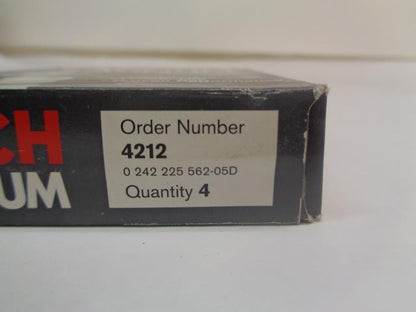 CH
UM
Order Number
4212
0 242 225 562-05D
Quantity 4